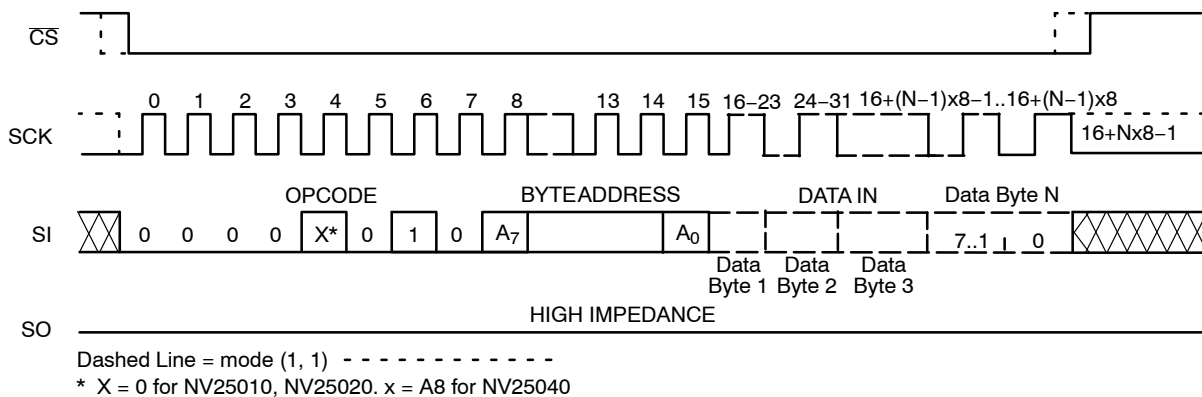 CS
0 1 2 3 4 5 6 7 8 13 14 15 16−23 24−31 16+(N−1)x8−1..16+(N−1)x8
SCK
16+Nx8−1
OPCODE BYTEADDRESS DATA IN Data Byte N
SI 0 0 0 0 X* 0 1 0 A7 A0 7..1 0
Data Byte 1
Data Byte 2
Data Byte 3
HIGH IMPEDANCE
SO
Dashed Line = mode (1, 1) - - - - - - - - - - - -
* X = 0 for NV25010, NV25020. x = A8 for NV25040